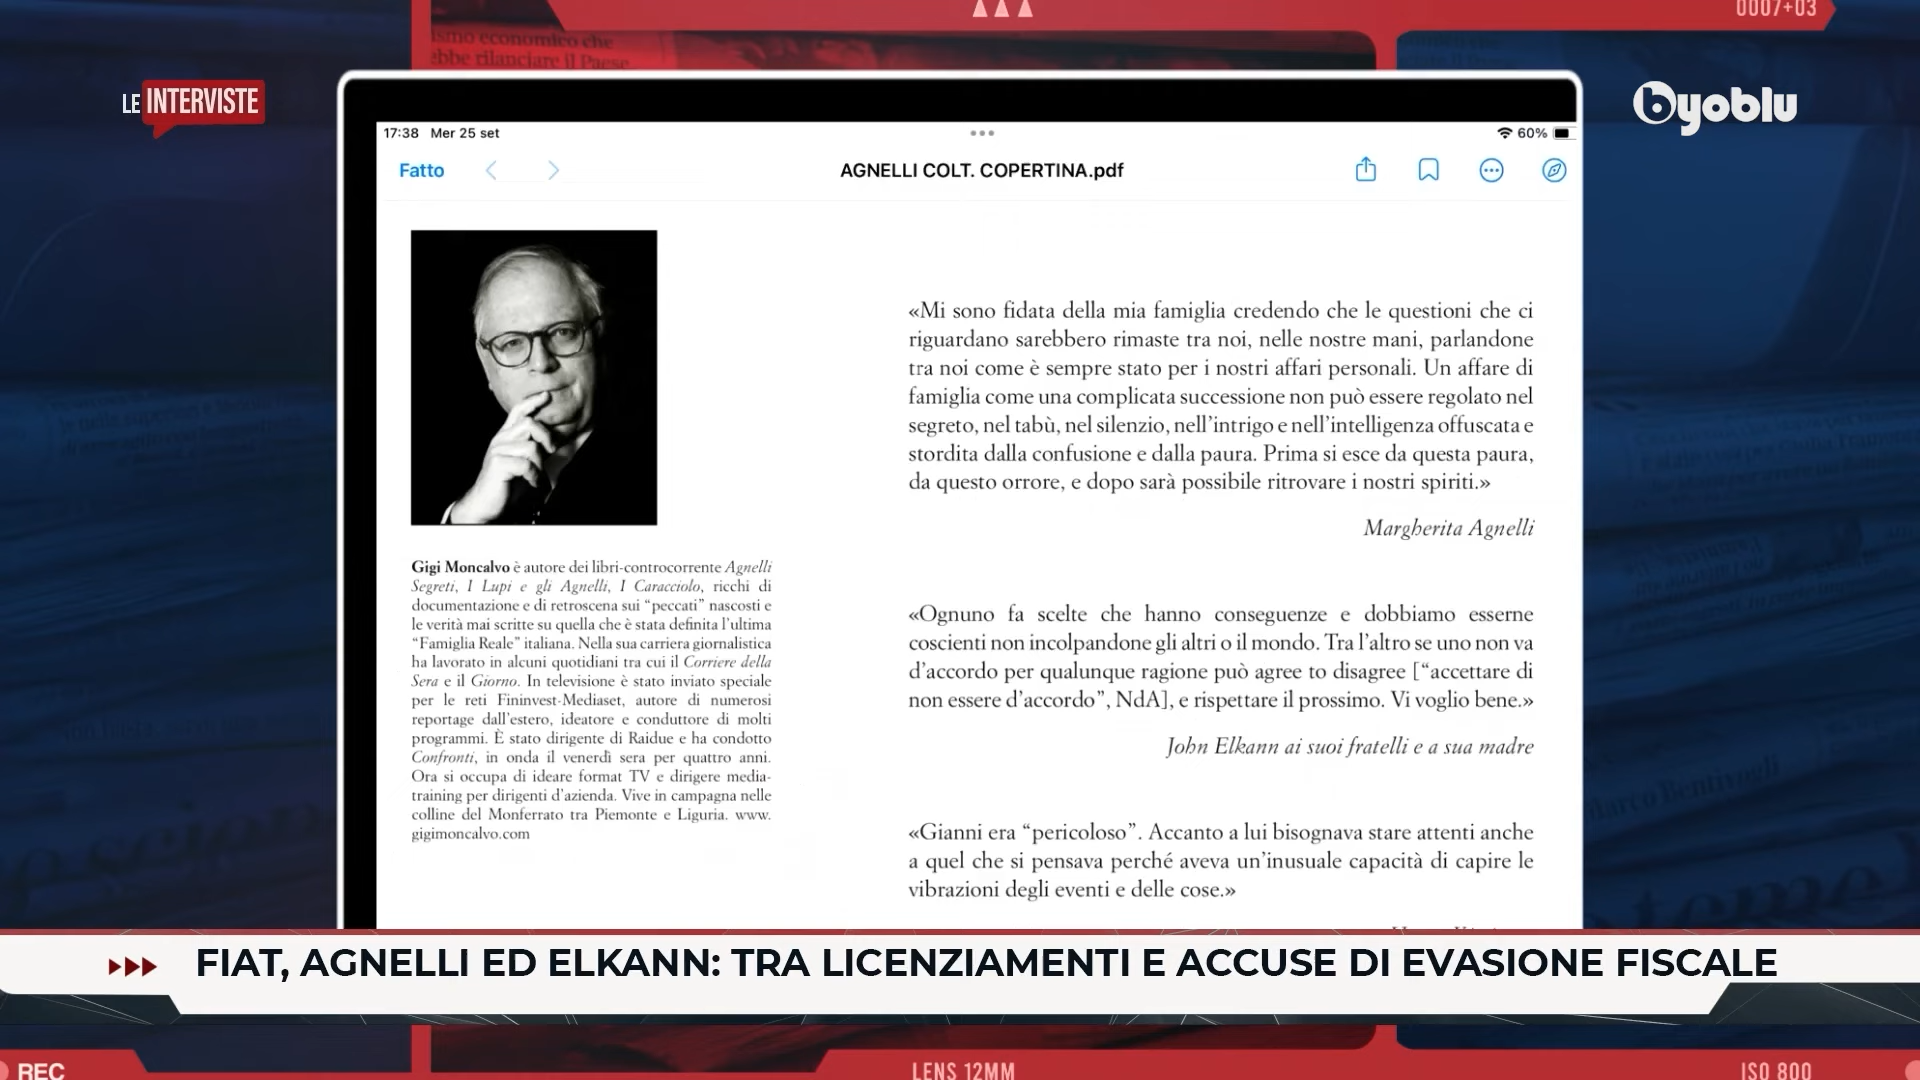 0007+03
ismo economico che
ebbe rilanciare il Paese
LE INTERVISTE
byoblu
17:38 Mer 25 set
60%
Fatto
AGNELLI COLT. COPERTINA.pdf
Gigi Moncalvo è autore dei libri-controcorrente Agnelli
Segreti, I Lupi e gli Agnelli, I Caracciolo, ricchi di
documentazione e di retroscena sui “peccati” nascosti e
le verità mai scritte su quella che è stata definita l’ultima
“Famiglia Reale” italiana. Nella sua carriera giornalistica
ha lavorato in alcuni quotidiani tra cui il Corriere della
Sera e il Giorno. In televisione è stato inviato speciale
per le reti Fininvest-Mediaset, autore di numerosi
reportage dall’estero, ideatore e conduttore di molti
programmi. È stato dirigente di Raidue e ha condotto
Confronti, in onda il venerdì sera per quattro anni.
Ora si occupa di ideare format TV e dirigere media-
training per dirigenti d’azienda. Vive in campagna nelle
colline del Monferrato tra Piemonte e Liguria. www.
gigimoncalvo.com
«Mi sono fidata della mia famiglia credendo che le questioni che ci
riguardano sarebbero rimaste tra noi, nelle nostre mani, parlandone
tra noi come è sempre stato per i nostri affari personali. Un affare di
famiglia come una complicata successione non può essere regolato nel
segreto, nel tabù, nel silenzio, nell’intrigo e nell’intelligenza offuscata e
stordita dalla confusione e dalla paura. Prima si esce da questa paura,
da questo orrore, e dopo sarà possibile ritrovare i nostri spiriti.»
Margherita Agnelli
«Ognuno fa scelte che hanno conseguenze e dobbiamo esserne
coscienti non incolpandone gli altri o il mondo. Tra l’altro se uno non va
d’accordo per qualunque ragione può agree to disagree [“accettare di
non essere d’accordo”, NdA], e rispettare il prossimo. Vi voglio bene.»
John Elkann ai suoi fratelli e a sua madre
«Gianni era “pericoloso”. Accanto a lui bisognava stare attenti anche
a quel che si pensava perché aveva un’inusuale capacità di capire le
vibrazioni degli eventi e delle cose.»
Marco Bentivogli
FIAT, AGNELLI ED ELKANN: TRA LICENZIAMENTI E ACCUSE DI EVASIONE FISCALE
REC
LENS 12MM
ISO 800